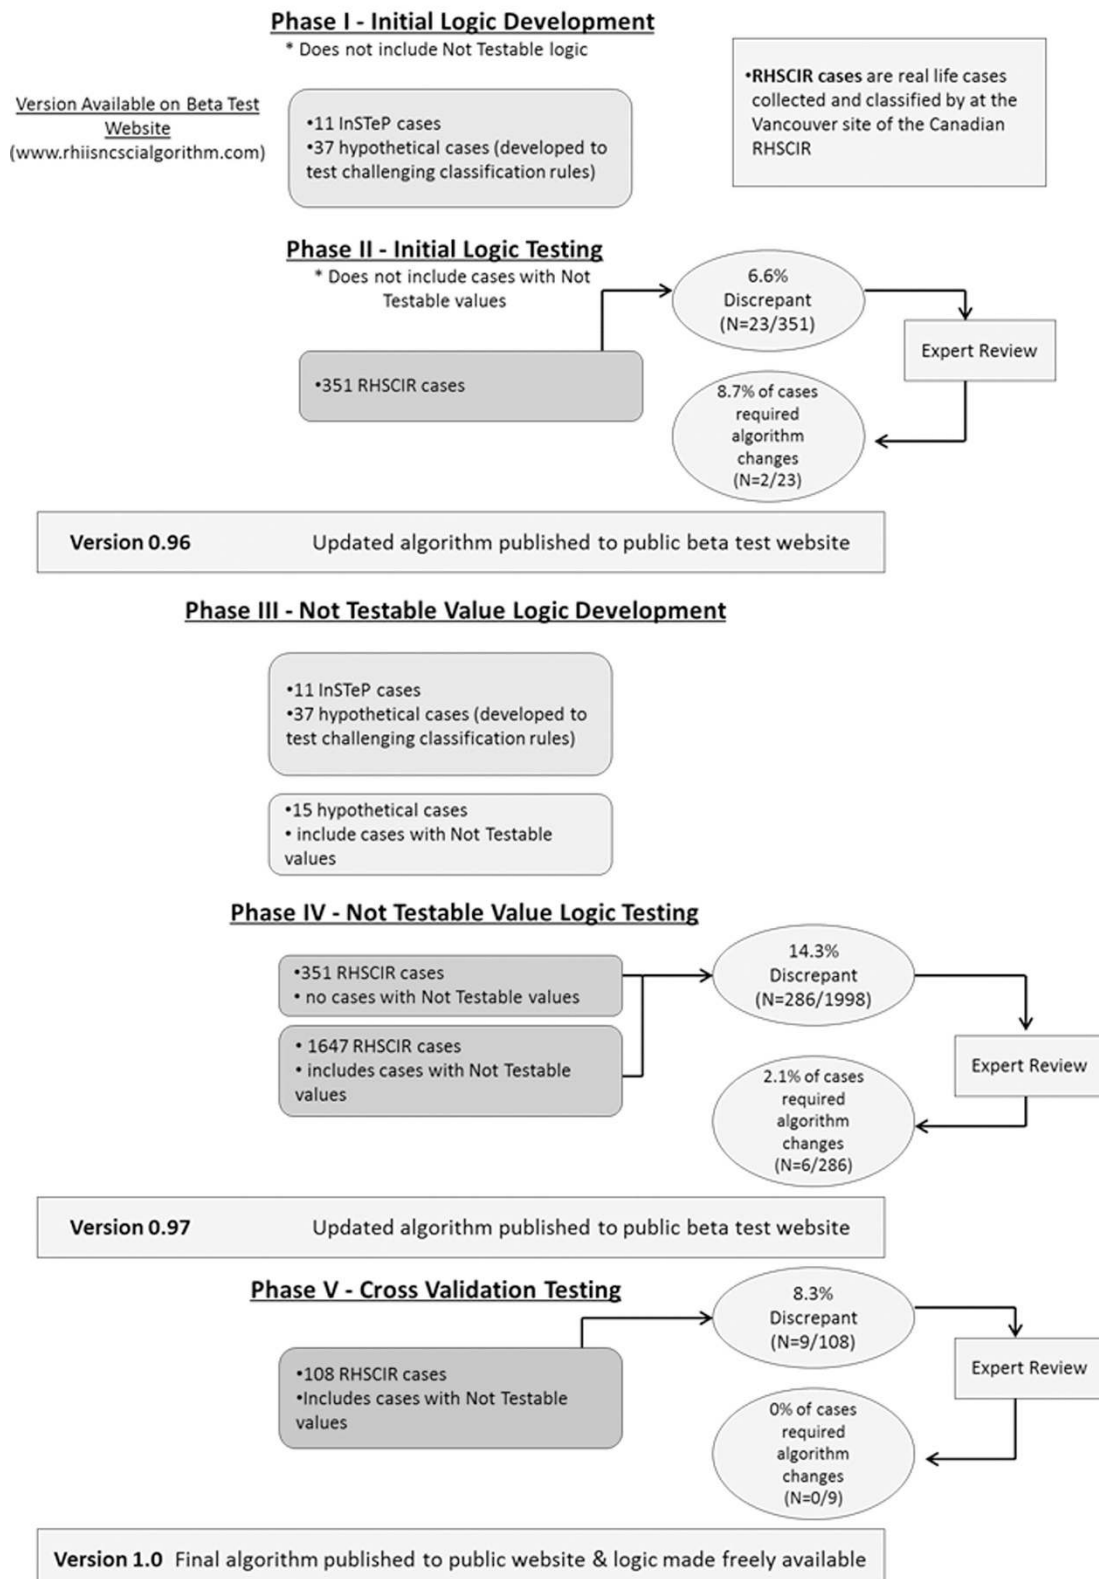 Phase I - Initial Logic Development
* Does not include Not Testable logic
Version Available on Beta Test
Website
(www.rhiisncscialgorithm.com)
•11 InSTeP cases
•37 hypothetical cases (developed to
test challenging classification rules)
•RHSCIR cases are real life cases
collected and classified by at the
Vancouver site of the Canadian
RHSCIR
Phase II - Initial Logic Testing
* Does not include cases with Not
Testable values
•351 RHSCIR cases
6.6%
Discrepant
(N=23/351)
Expert Review
8.7% of cases
required
algorithm
changes
(N=2/23)
Version 0.96 Updated algorithm published to public beta test website
Phase III - Not Testable Value Logic Development
•11 InSTeP cases
•37 hypothetical cases (developed to
test challenging classification rules)
•15 hypothetical cases
• include cases with Not Testable
values
Phase IV - Not Testable Value Logic Testing
•351 RHSCIR cases
• no cases with Not Testable values
• 1647 RHSCIR cases
• includes cases with Not Testable
values
14.3%
Discrepant
(N=286/1998)
Expert Review
2.1% of cases
required
algorithm
changes
(N=6/286)
Version 0.97 Updated algorithm published to public beta test website
Phase V - Cross Validation Testing
•108 RHSCIR cases
•Includes cases with Not Testable
values
8.3%
Discrepant
(N=9/108)
Expert Review
0% of cases
required
algorithm
changes
(N=0/9)
Version 1.0 Final algorithm published to public website & logic made freely available